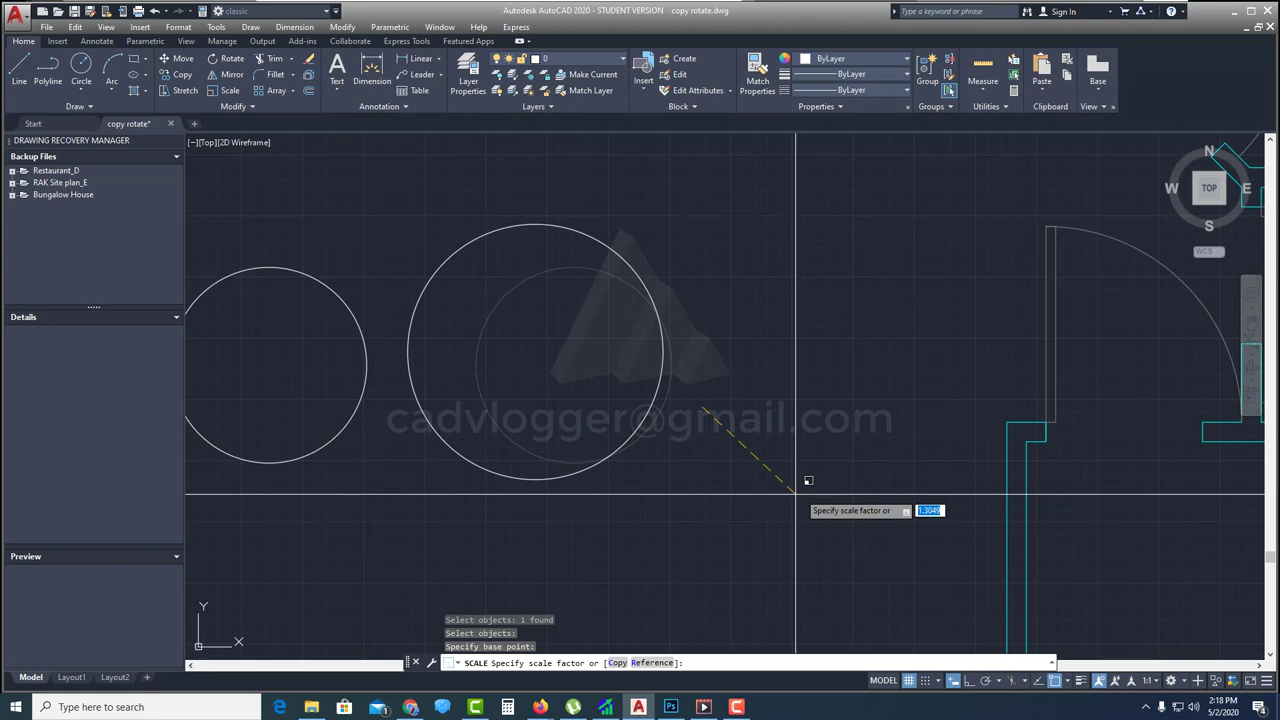 classic
Autodesk AutoCAD 2020 - STUDENT VERSION copy rotate.dwg
Type a keyword or phrase
Sign In
File Edit View Insert Format Tools Draw Dimension Modify Parametric Window Help Express
Home Insert Annotate Parametric View Manage Output Add-ins Collaborate Express Tools Featured Apps
Line Polyline Circle Arc
Move Rotate Trim
Copy Mirror Fillet
Stretch Scale
Text Dimension
Linear
Leader
Table
Layer Properties
0
Make Current
Match Layer
Insert
Create
Edit
Edit Attributes
Match Properties
ByLayer
ByLayer
ByLayer
Group
Measure
Paste
Base
Draw Modify Annotation Layers Block Properties Groups Utilities Clipboard View
Start copy rotate*
DRAWING RECOVERY MANAGER
Backup Files
Restaurant_D
RAK Site plan_E
Bungalow House
Details
Preview
[−][Top][2D Wireframe]
N
W TOP E
S
WCS
cadvlogger@gmail.com
Specify scale factor or 1.3049
Y
X
Select objects: 1 found
Select objects:
Specify base point:
SCALE Specify scale factor or [Copy Reference]:
Model Layout1 Layout2
MODEL
1:1
Type here to search
2:18 PM
5/2/2020